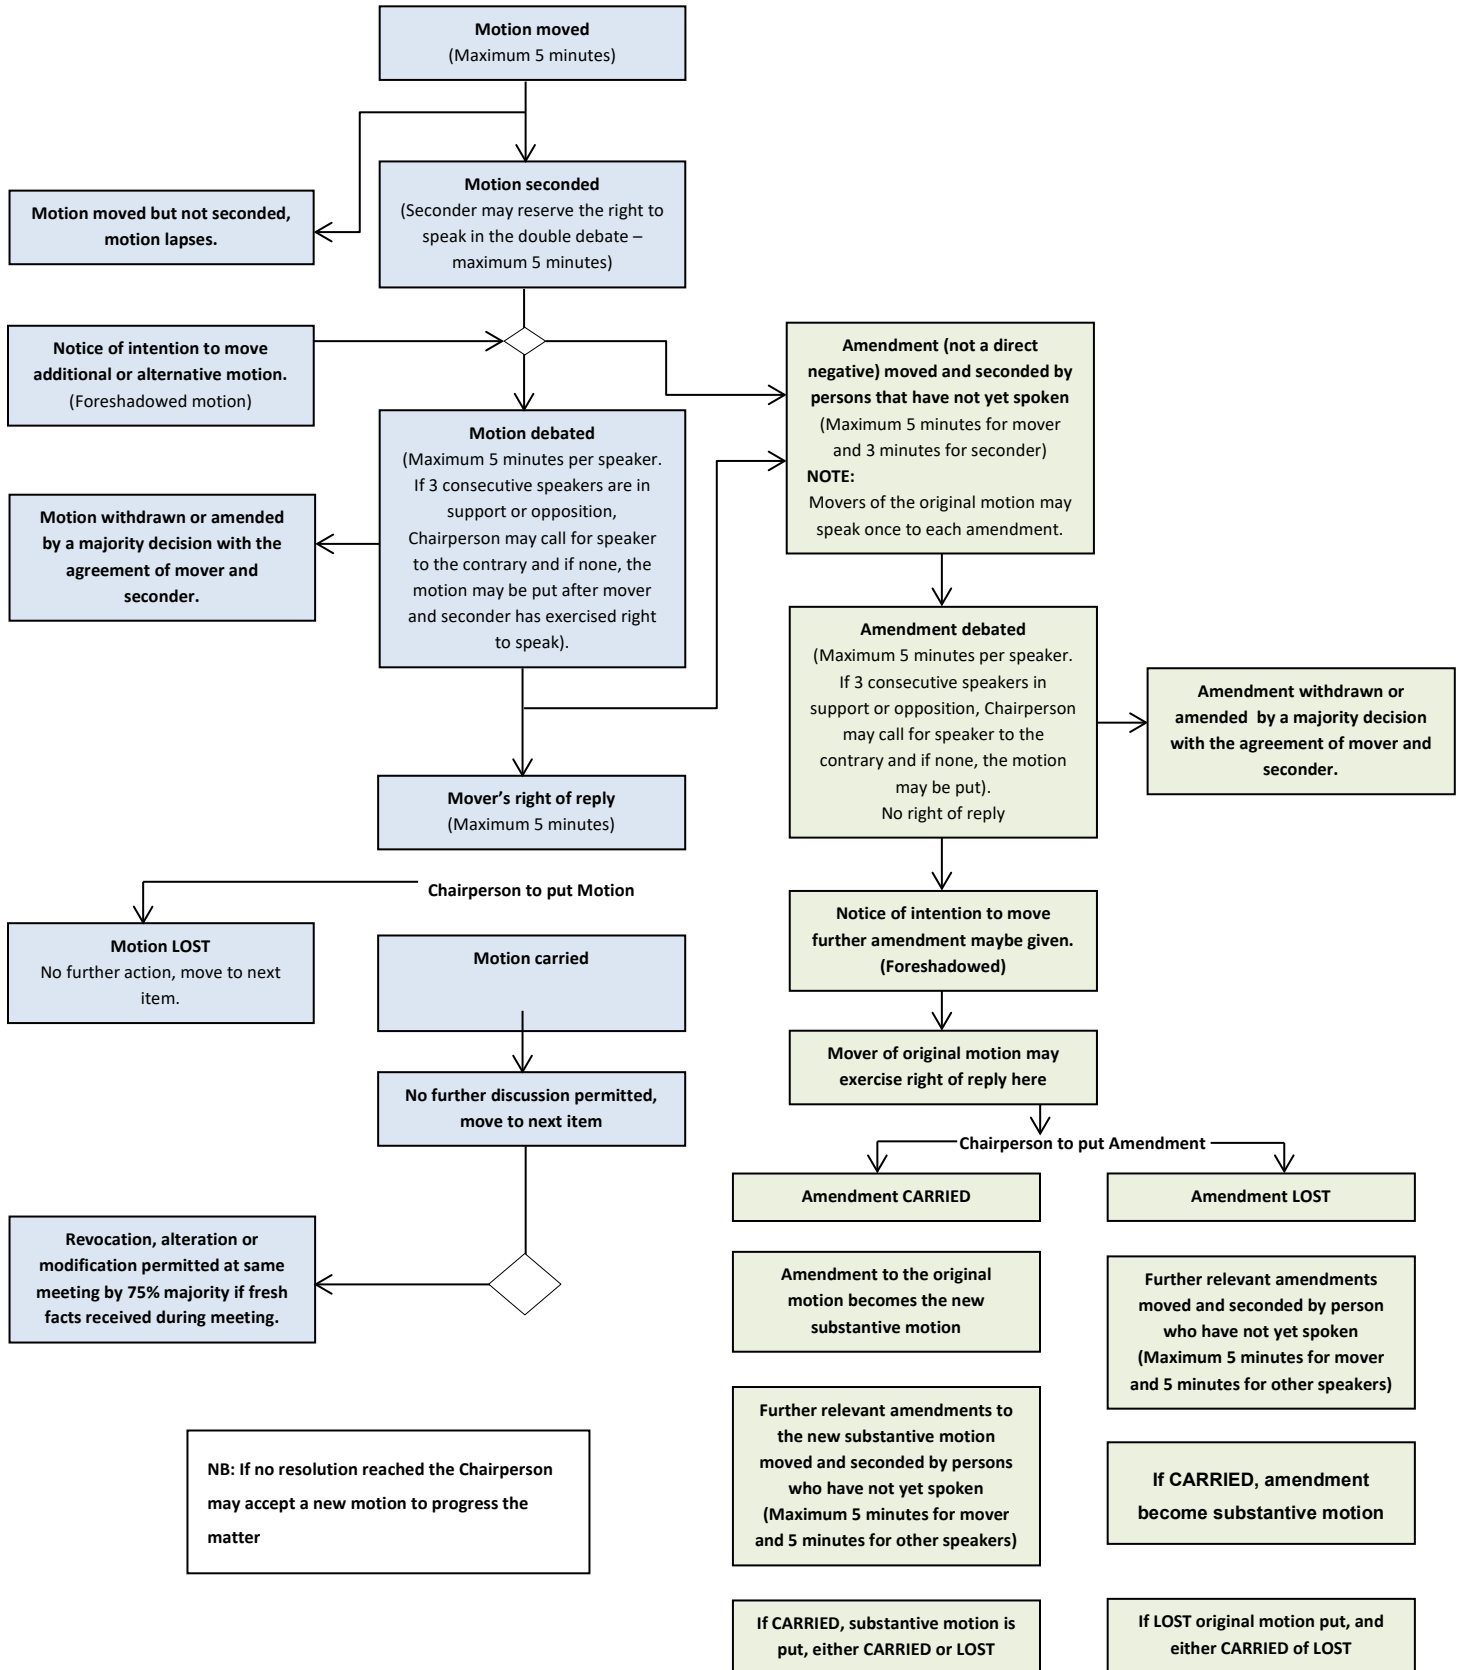 Motion moved
(Maximum 5 minutes)
Motion seconded
(Seconder may reserve the right to
speak in the double debate –
maximum 5 minutes)
Motion moved but not seconded,
motion lapses.
Notice of intention to move
additional or alternative motion.
(Foreshadowed motion)
Amendment (not a direct
negative) moved and seconded by
persons that have not yet spoken
(Maximum 5 minutes for mover
and 3 minutes for seconder)
NOTE:
Movers of the original motion may
speak once to each amendment.
Motion debated
(Maximum 5 minutes per speaker.
If 3 consecutive speakers are in
support or opposition,
Chairperson may call for speaker
to the contrary and if none, the
motion may be put after mover
and seconder has exercised right
to speak).
Motion withdrawn or amended
by a majority decision with the
agreement of mover and
seconder.
Amendment debated
(Maximum 5 minutes per speaker.
If 3 consecutive speakers in
support or opposition, Chairperson
may call for speaker to the
contrary and if none, the motion
may be put).
No right of reply
Amendment withdrawn or
amended by a majority decision
with the agreement of mover and
seconder.
Mover’s right of reply
(Maximum 5 minutes)
Chairperson to put Motion
Motion LOST
No further action, move to next
item.
Motion carried
Notice of intention to move
further amendment maybe given.
(Foreshadowed)
Mover of original motion may
exercise right of reply here
No further discussion permitted,
move to next item
Chairperson to put Amendment
Amendment CARRIED
Amendment LOST
Revocation, alteration or
modification permitted at same
meeting by 75% majority if fresh
facts received during meeting.
Amendment to the original
motion becomes the new
substantive motion
Further relevant amendments
moved and seconded by person
who have not yet spoken
(Maximum 5 minutes for mover
and 5 minutes for other speakers)
Further relevant amendments to
the new substantive motion
moved and seconded by persons
who have not yet spoken
(Maximum 5 minutes for mover
and 5 minutes for other speakers)
If CARRIED, amendment
become substantive motion
NB: If no resolution reached the Chairperson
may accept a new motion to progress the
matter
If CARRIED, substantive motion is
put, either CARRIED or LOST
If LOST original motion put, and
either CARRIED of LOST